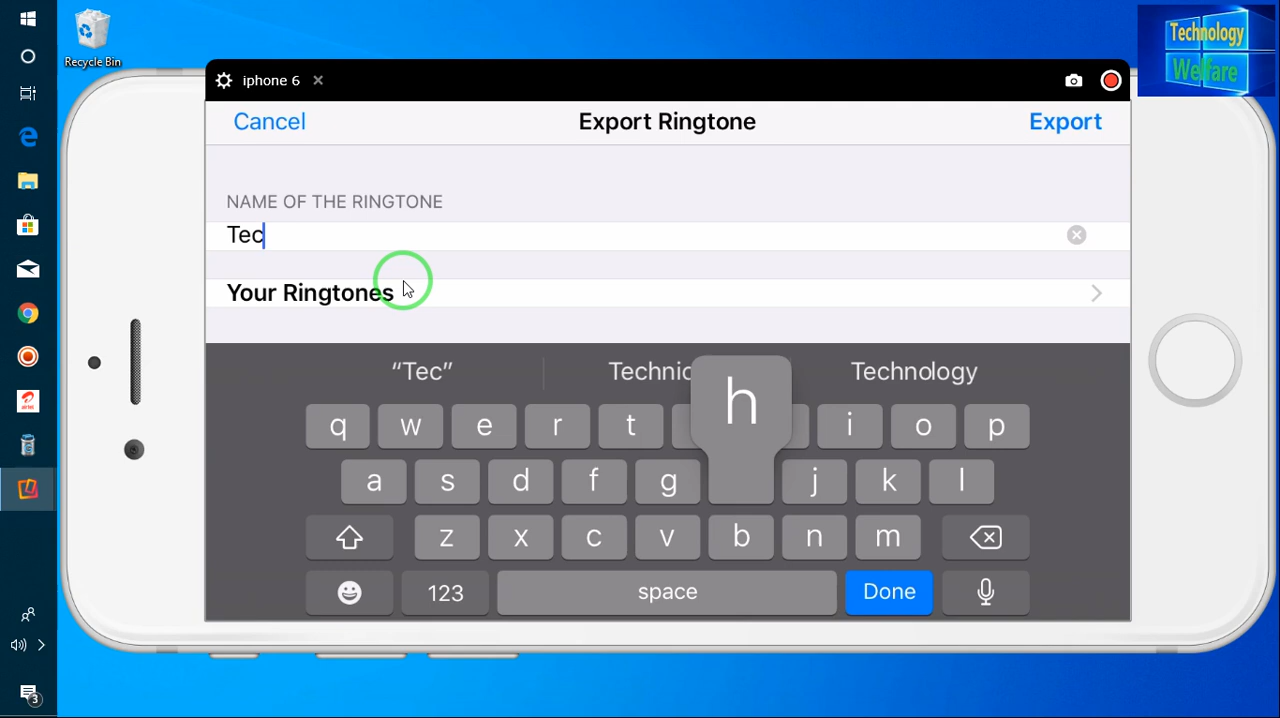 Technology
Welfare
Recycle Bin
iphone 6
Cancel
Export Ringtone
Export
NAME OF THE RINGTONE
Tec
Your Ringtones
“Tec”
Technic
Technology
h
q w e r t i o p
a s d f g j k l
z x c v b n m
123
space
Done
airtel
3